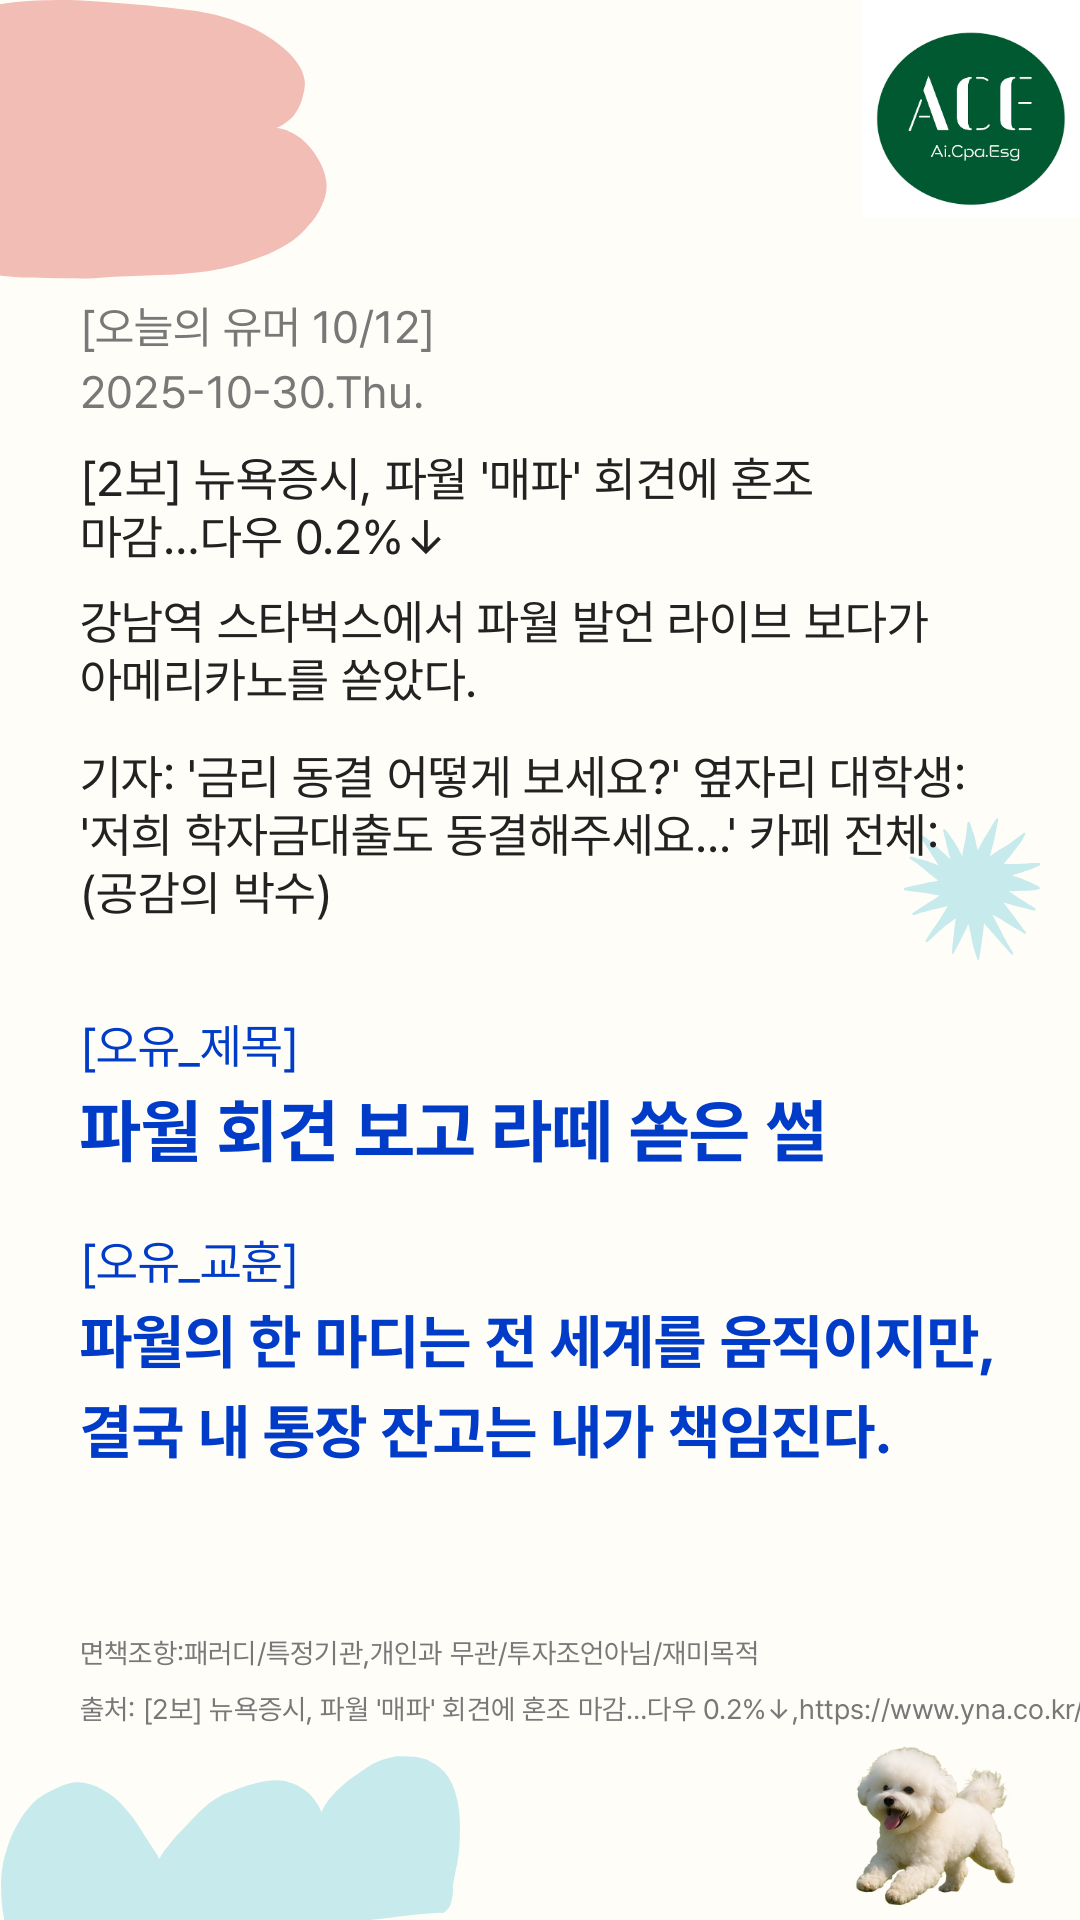 ACE
Ai.Cpa.Esg
[오늘의 유머 10/12]
2025-10-30.Thu.
[2보] 뉴욕증시, 파월 '매파' 회견에 혼조
마감…다우 0.2%↓
강남역 스타벅스에서 파월 발언 라이브 보다가
아메리카노를 쏟았다.
기자: '금리 동결 어떻게 보세요?' 옆자리 대학생:
'저희 학자금대출도 동결해주세요...' 카페 전체:
(공감의 박수)
[오유_제목]
파월 회견 보고 라떼 쏟은 썰
[오유_교훈]
파월의 한 마디는 전 세계를 움직이지만,
결국 내 통장 잔고는 내가 책임진다.
면책조항:패러디/특정기관,개인과 무관/투자조언아님/재미목적
출처: [2보] 뉴욕증시, 파월 '매파' 회견에 혼조 마감…다우 0.2%↓,https://www.yna.co.kr/